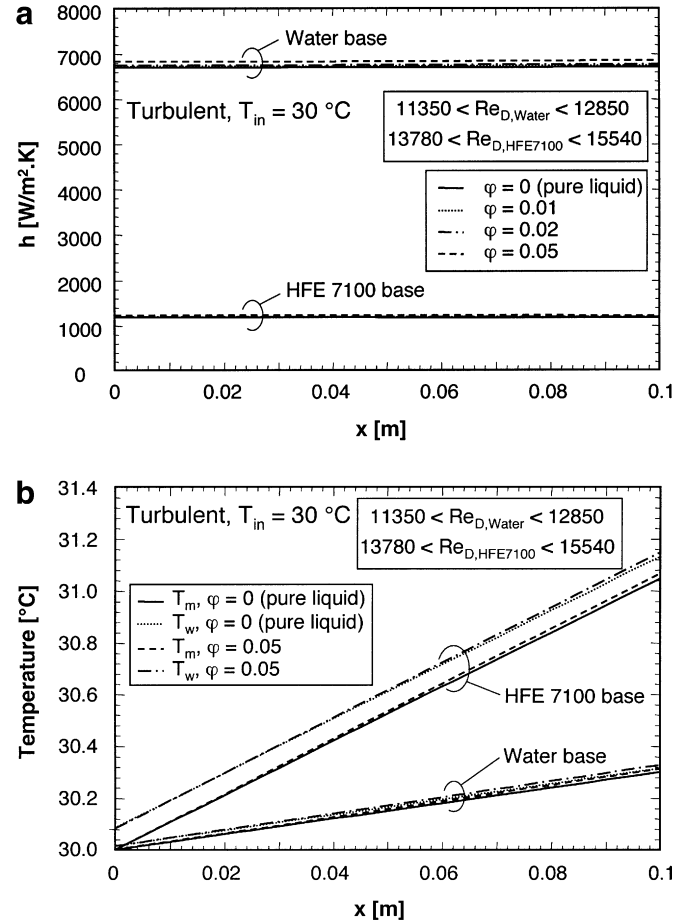 a
8000
7000
6000
5000
4000
3000
2000
1000
0
h [W/m².K]
Water base
Turbulent, T_in = 30 °C
11350 < Re_D,Water < 12850
13780 < Re_D,HFE7100 < 15540
φ = 0 (pure liquid)
φ = 0.01
φ = 0.02
φ = 0.05
HFE 7100 base
0 0.02 0.04 0.06 0.08 0.1
x [m]
b
31.4
31.2
31.0
30.8
30.6
30.4
30.2
30.0
Temperature [°C]
Turbulent, T_in = 30 °C
11350 < Re_D,Water < 12850
13780 < Re_D,HFE7100 < 15540
T_m, φ = 0 (pure liquid)
T_w, φ = 0 (pure liquid)
T_m, φ = 0.05
T_w, φ = 0.05
HFE 7100 base
Water base
0 0.02 0.04 0.06 0.08 0.1
x [m]